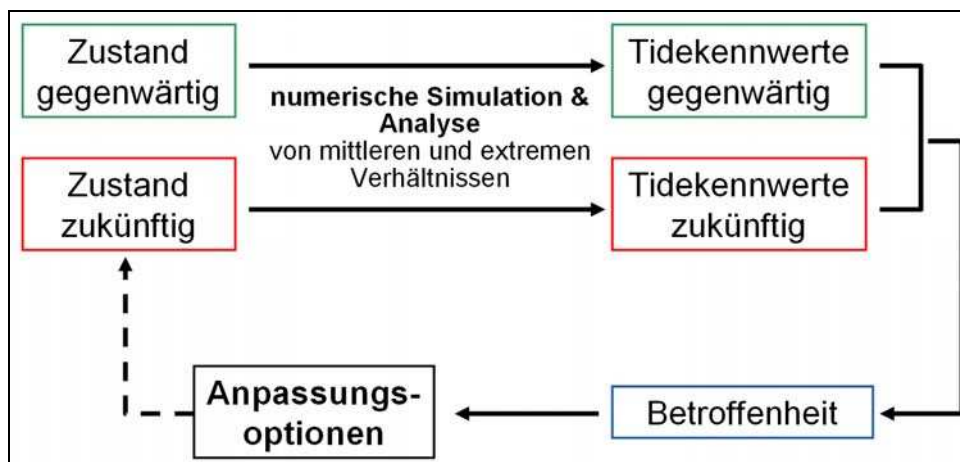 Zustand
gegenwärtig
Tidekennwerte
gegenwärtig
numerische Simulation &
Analyse
von mittleren und extremen
Verhältnissen
Zustand
zukünftig
Tidekennwerte
zukünftig
Anpassungs-
optionen
Betroffenheit